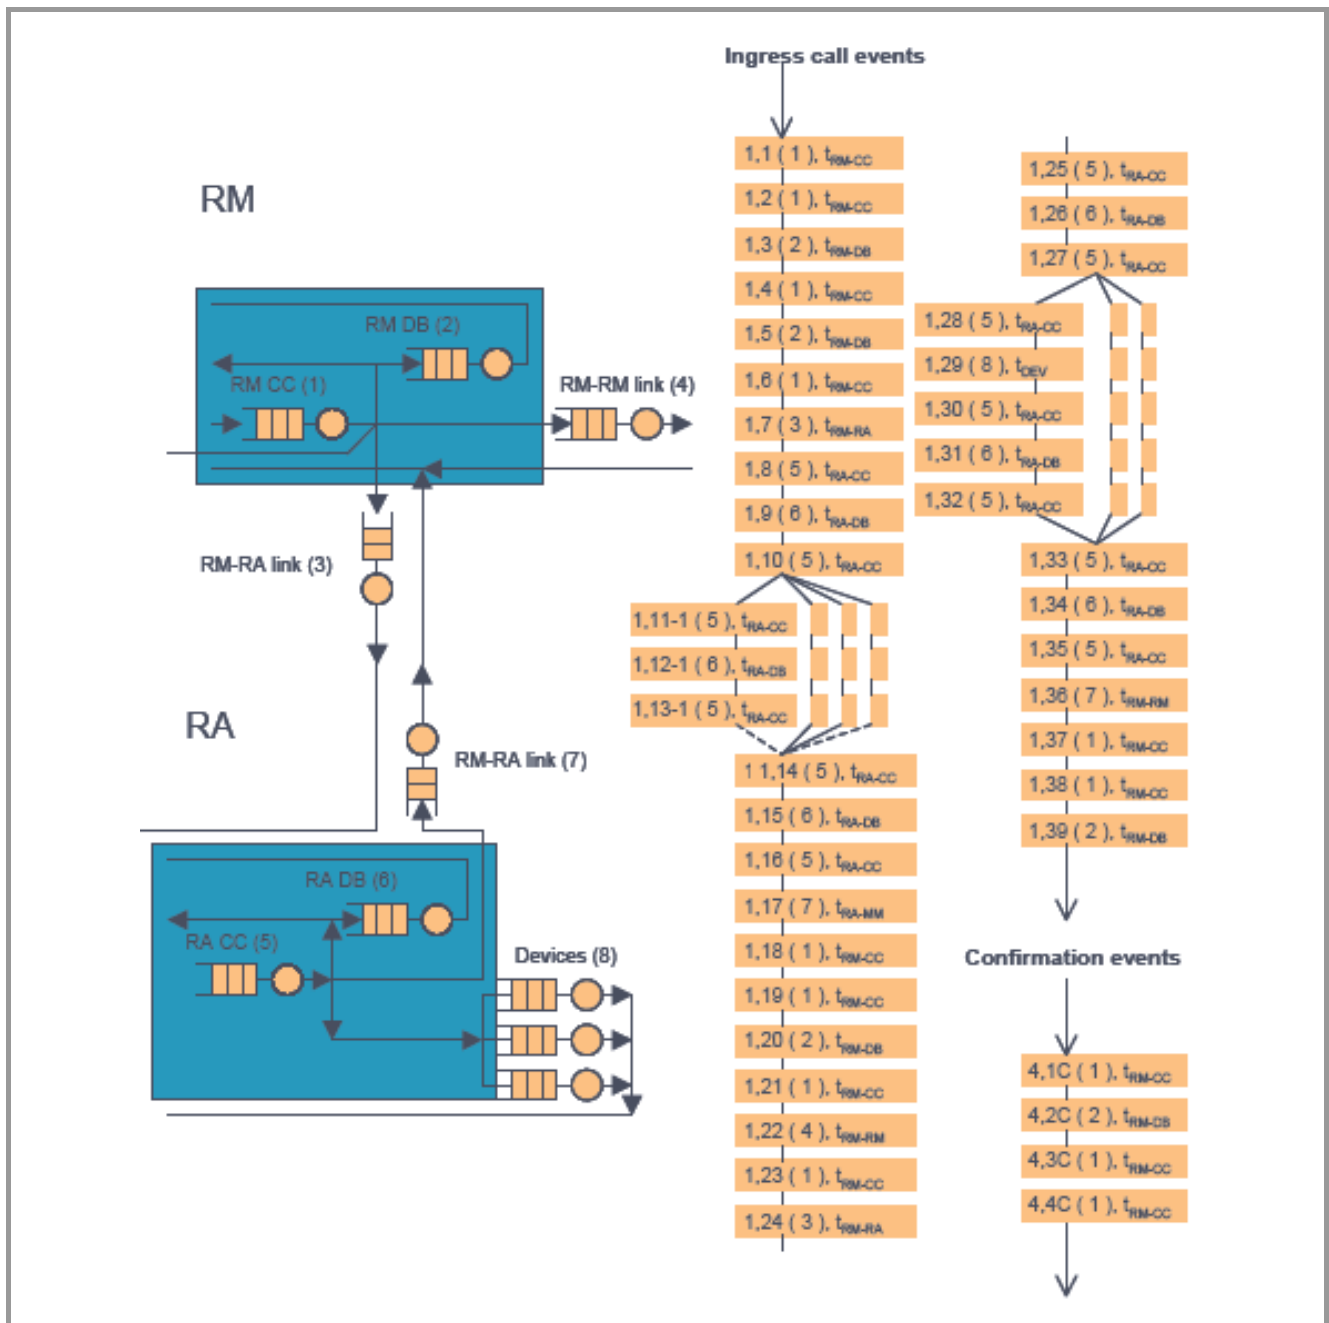 Ingress call events
RM
RM DB (2)
RM CC (1)
RM-RM link (4)
RM-RA link (3)
RA
RM-RA link (7)
RA DB (6)
RA CC (5)
Devices (8)
1,1 ( 1 ), tRM-CC
1,2 ( 1 ), tRM-CC
1,3 ( 2 ), tRM-DB
1,4 ( 1 ), tRM-CC
1,5 ( 2 ), tRM-DB
1,6 ( 1 ), tRM-CC
1,7 ( 3 ), tRM-RA
1,8 ( 5 ), tRA-CC
1,9 ( 6 ), tRA-DB
1,10 ( 5 ), tRA-CC
1,11-1 ( 5 ), tRA-CC
1,12-1 ( 6 ), tRA-DB
1,13-1 ( 5 ), tRA-CC
1 1,14 ( 5 ), tRA-CC
1,15 ( 6 ), tRA-DB
1,16 ( 5 ), tRA-CC
1,17 ( 7 ), tRA-MM
1,18 ( 1 ), tRM-CC
1,19 ( 1 ), tRM-CC
1,20 ( 2 ), tRM-DB
1,21 ( 1 ), tRM-CC
1,22 ( 4 ), tRM-RM
1,23 ( 1 ), tRM-CC
1,24 ( 3 ), tRM-RA
1,25 ( 5 ), tRA-CC
1,26 ( 6 ), tRA-DB
1,27 ( 5 ), tRA-CC
1,28 ( 5 ), tRA-CC
1,29 ( 8 ), tDEV
1,30 ( 5 ), tRA-CC
1,31 ( 6 ), tRA-DB
1,32 ( 5 ), tRA-CC
1,33 ( 5 ), tRA-CC
1,34 ( 6 ), tRA-DB
1,35 ( 5 ), tRA-CC
1,36 ( 7 ), tRM-RM
1,37 ( 1 ), tRM-CC
1,38 ( 1 ), tRM-CC
1,39 ( 2 ), tRM-DB
Confirmation events
4,1C ( 1 ), tRM-CC
4,2C ( 2 ), tRM-DB
4,3C ( 1 ), tRM-CC
4,4C ( 1 ), tRM-CC